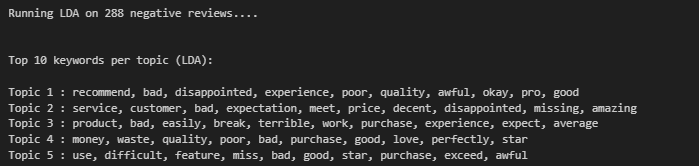 Running LDA on 288 negative reviews....
Top 10 keywords per topic (LDA):
Topic 1 : recommend, bad, disappointed, experience, poor, quality, awful, okay, pro, good
Topic 2 : service, customer, bad, expectation, meet, price, decent, disappointed, missing, amazing
Topic 3 : product, bad, easily, break, terrible, work, purchase, experience, expect, average
Topic 4 : money, waste, quality, poor, bad, purchase, good, love, perfectly, star
Topic 5 : use, difficult, feature, miss, bad, good, star, purchase, exceed, awful